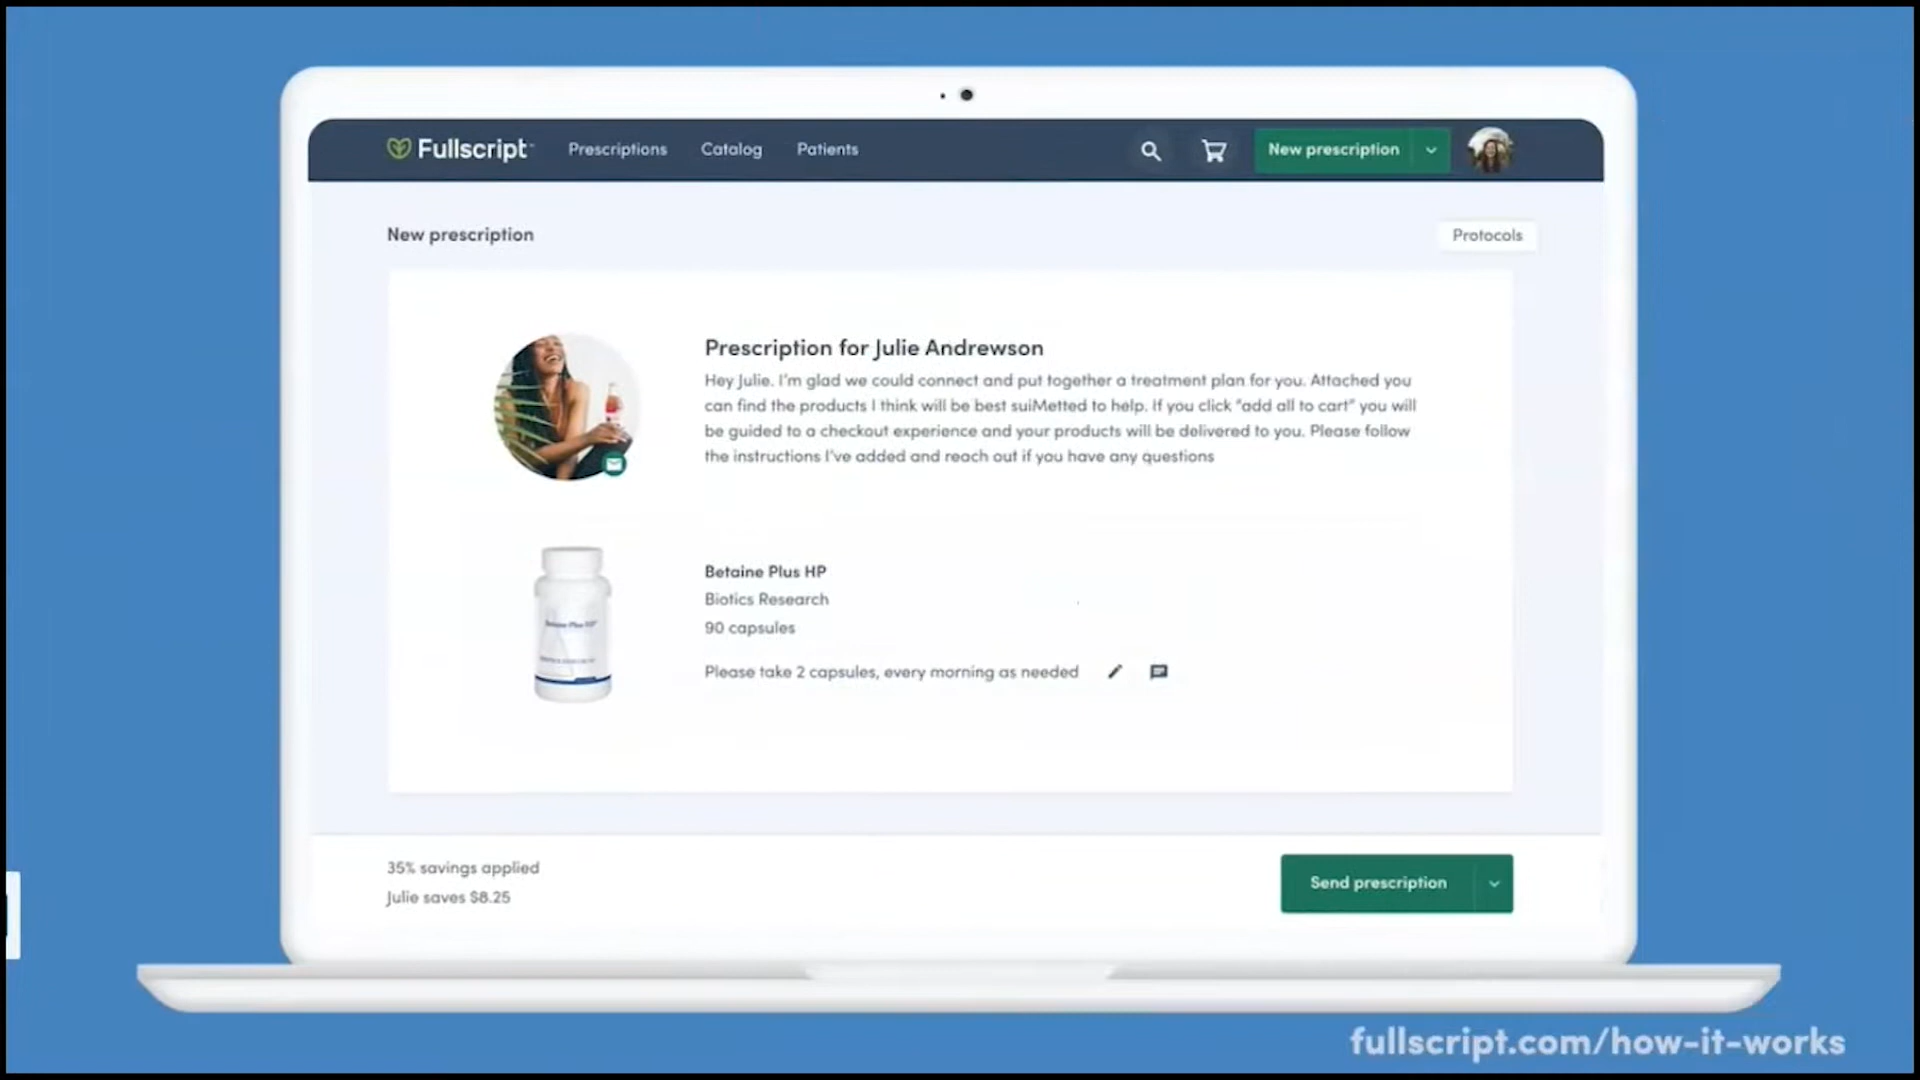 Fullscript™ Prescriptions Catalog Patients New prescription
New prescription
Protocols
Prescription for Julie Andrewson
Hey Julie. I'm glad we could connect and put together a treatment plan for you. Attached you
can find the products I think will be best suiMetted to help. If you click "add all to cart" you will
be guided to a checkout experience and your products will be delivered to you. Please follow
the instructions I've added and reach out if you have any questions
Betaine Plus HP
Biotics Research
90 capsules
Please take 2 capsules, every morning as needed
Betaine Plus HP
35% savings applied
Julie saves $8.25
Send prescription
fullscript.com/how-it-works